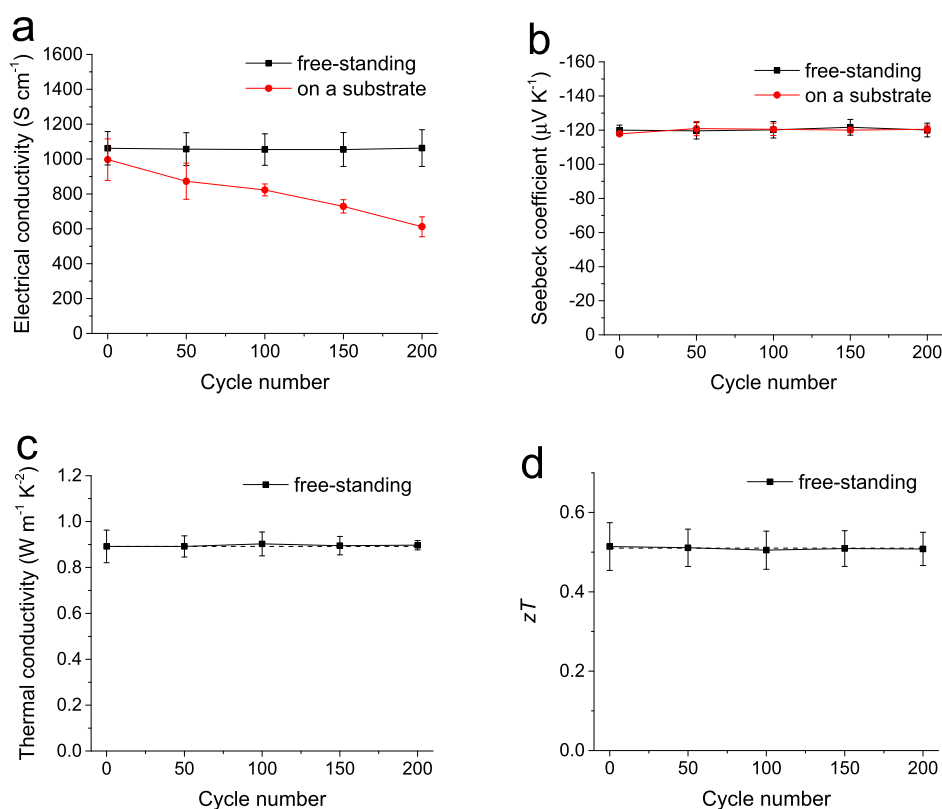 a
1600
1400
1200
1000
800
600
400
200
0
Electrical conductivity (S cm⁻¹)
free-standing
on a substrate
0 50 100 150 200
Cycle number
b
-160
-140
-120
-100
-80
-60
-40
-20
0
Seebeck coefficient (μV K⁻¹)
free-standing
on a substrate
0 50 100 150 200
Cycle number
c
1.2
1.0
0.8
0.6
0.4
0.2
0.0
Thermal conductivity (W m⁻¹ K⁻²)
free-standing
0 50 100 150 200
Cycle number
d
0.6
0.4
0.2
0.0
zT
free-standing
0 50 100 150 200
Cycle number